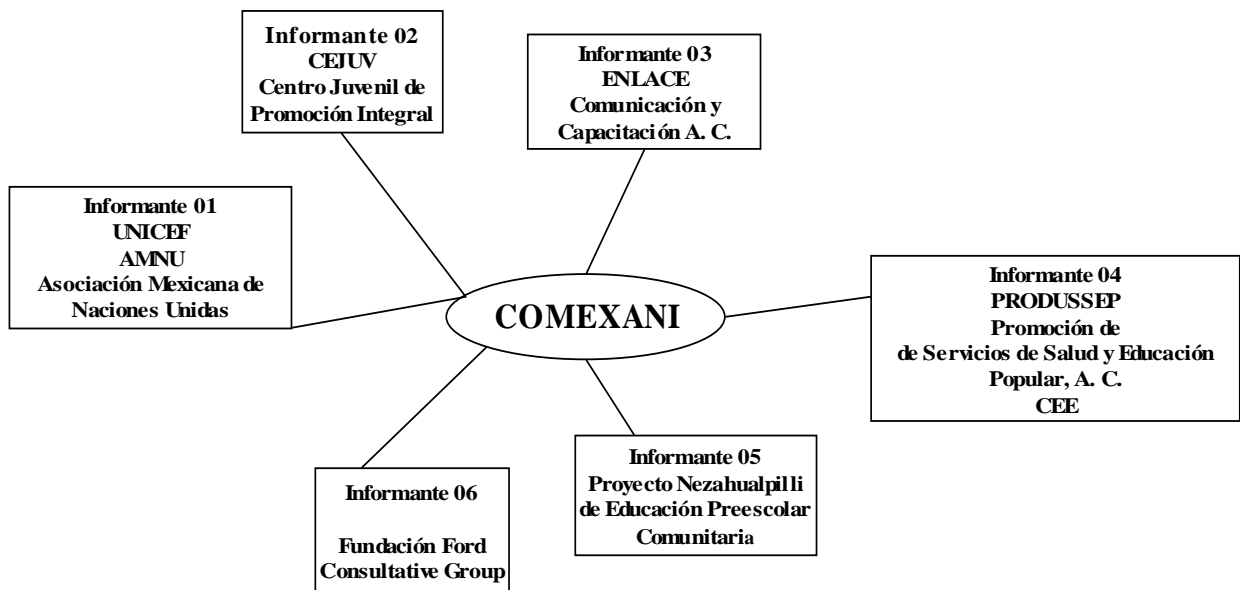 Informante 02
CEJUV
Centro Juvenil de
Promoción Integral
Informante 03
ENLACE
Comunicación y
Capacitación A. C.
Informante 01
UNICEF
AMNU
Asociación Mexicana de
Naciones Unidas
COMEXANI
Informante 04
PRODUSSEP
Promoción de
de Servicios de Salud y Educación
Popular, A. C.
CEE
Informante 05
Proyecto Nezahualpilli
de Educación Preescolar
Comunitaria
Informante 06
Fundación Ford
Consultative Group